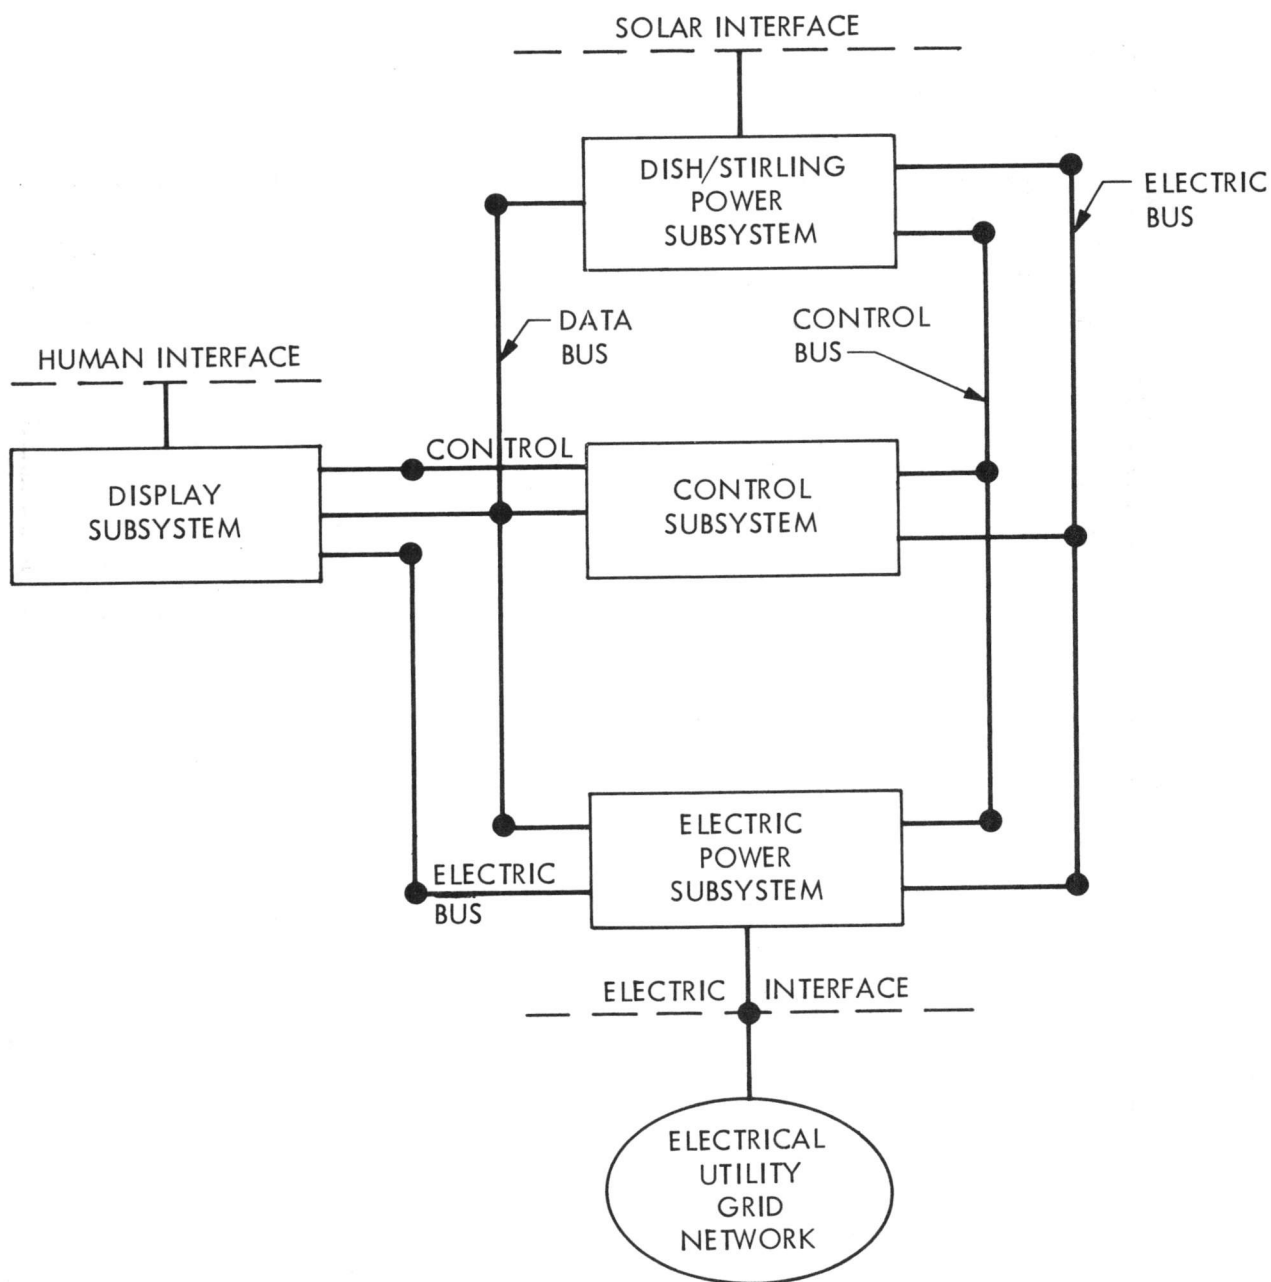 SOLAR INTERFACE
DISH/STIRLING
POWER
SUBSYSTEM
ELECTRIC
BUS
DATA
BUS
CONTROL
BUS
HUMAN INTERFACE
CONTROL
DISPLAY
SUBSYSTEM
CONTROL
SUBSYSTEM
ELECTRIC
POWER
SUBSYSTEM
ELECTRIC
BUS
ELECTRIC INTERFACE
ELECTRICAL
UTILITY
GRID
NETWORK